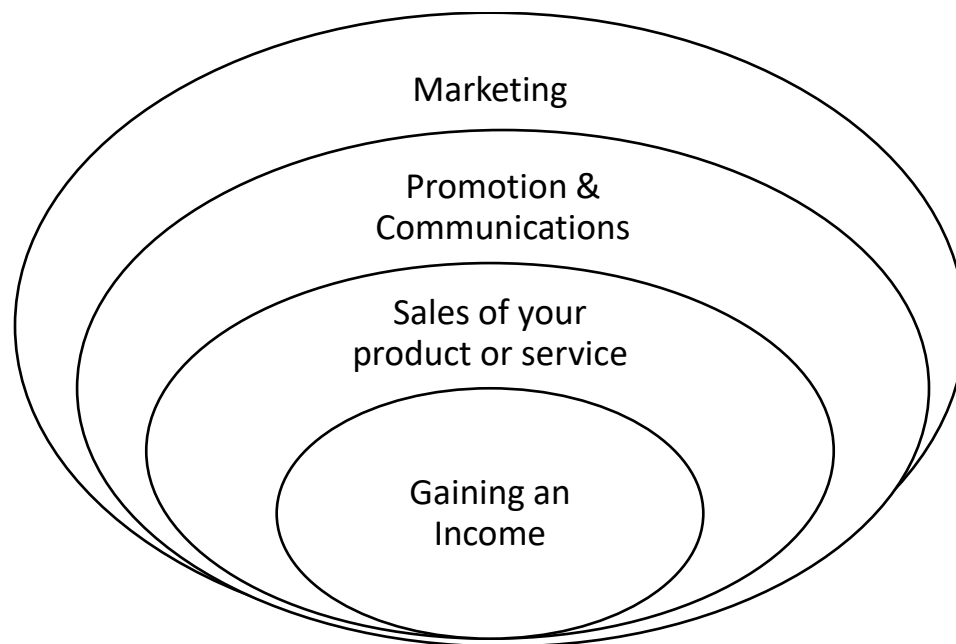 Marketing
Promotion &
Communications
Sales of your
product or service
Gaining an
Income